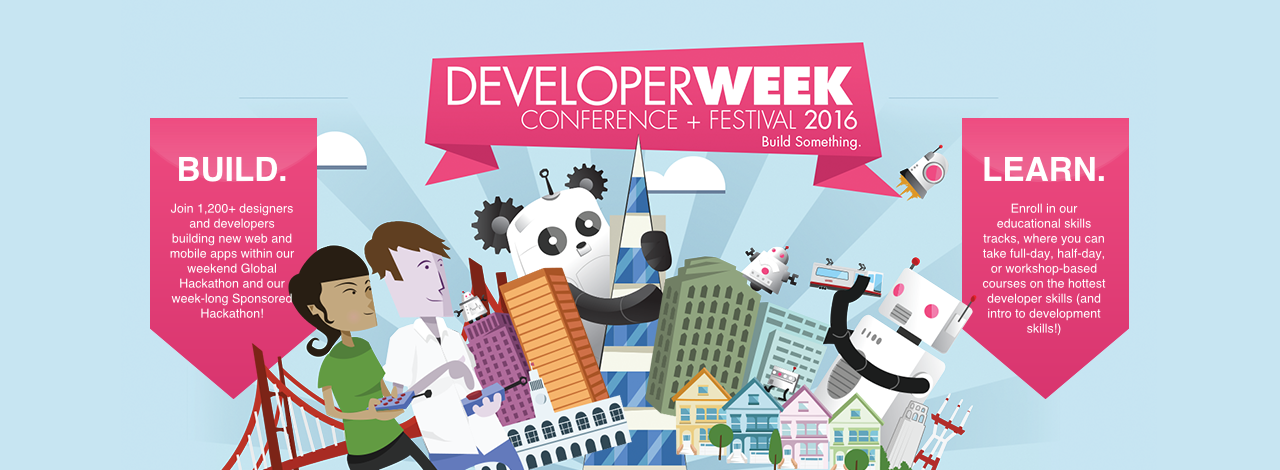 DEVELOPERWEEK
CONFERENCE + FESTIVAL 2016
Build Something.
BUILD.
Join 1,200+ designers
and developers
building new web and
mobile apps within our
weekend Global
Hackathon and our
week-long Sponsored
Hackathon!
LEARN.
Enroll in our
educational skills
tracks, where you can
take full-day, half-day,
or workshop-based
courses on the hottest
developer skills (and
intro to development
skills!)